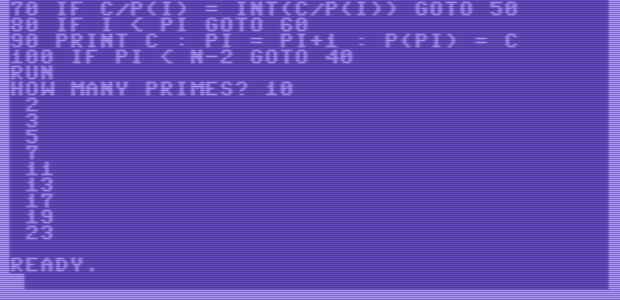 70 IF C/P(I) = INT(C/P(I)) GOTO 50
80 IF I < PI GOTO 60
90 PRINT C : PI = PI+1 : P(PI) = C
100 IF PI < N-2 GOTO 40
RUN
HOW MANY PRIMES? 10
2
3
5
7
11
13
17
19
23
READY.